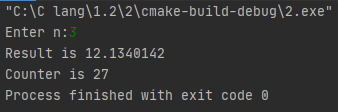 "C:\C lang\1.2\2\cmake-build-debug\2.exe"
Enter n:3
Result is 12.1340142
Counter is 27
Process finished with exit code 0